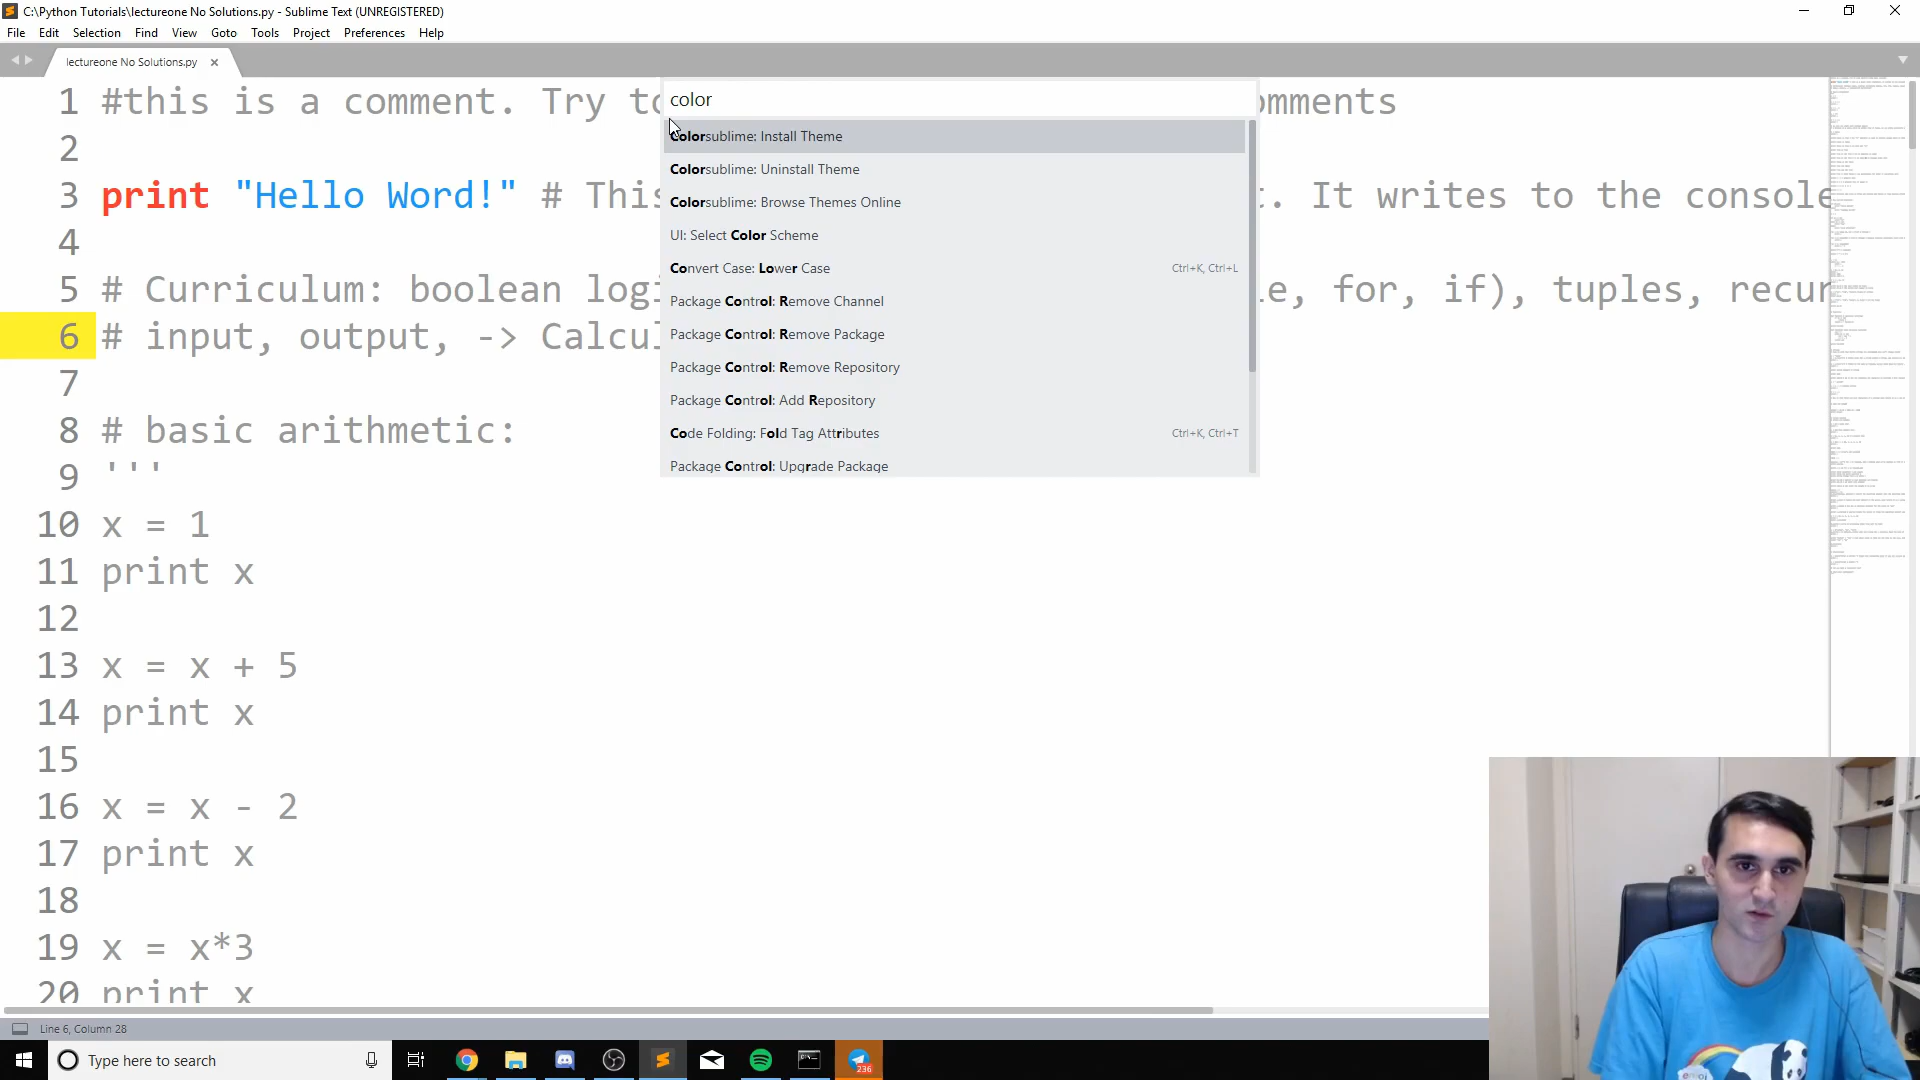 C:\Python Tutorials\lectureone No Solutions.py - Sublime Text (UNREGISTERED)
File Edit Selection Find View Goto Tools Project Preferences Help
lectureone No Solutions.py
color
Colorsublime: Install Theme
Colorsublime: Uninstall Theme
Colorsublime: Browse Themes Online
UI: Select Color Scheme
Convert Case: Lower Case Ctrl+K, Ctrl+L
Package Control: Remove Channel
Package Control: Remove Package
Package Control: Remove Repository
Package Control: Add Repository
Code Folding: Fold Tag Attributes Ctrl+K, Ctrl+T
Package Control: Upgrade Package
1 #this is a comment. Try to omments
2
3 print "Hello Word!" # This . It writes to the console
4
5 # Curriculum: boolean logi e, for, if), tuples, recur
6 # input, output, -> Calcul
7
8 # basic arithmetic:
9 '''
10 x = 1
11 print x
12
13 x = x + 5
14 print x
15
16 x = x - 2
17 print x
18
19 x = x*3
20 print x
Line 6, Column 28
Type here to search
236